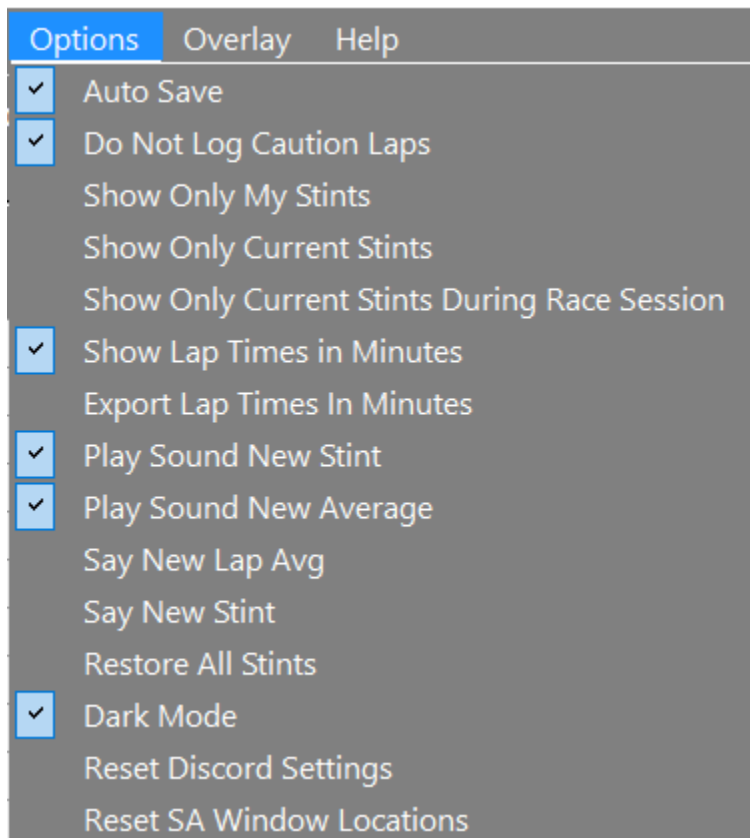 Options Overlay Help
Auto Save
Do Not Log Caution Laps
Show Only My Stints
Show Only Current Stints
Show Only Current Stints During Race Session
Show Lap Times in Minutes
Export Lap Times In Minutes
Play Sound New Stint
Play Sound New Average
Say New Lap Avg
Say New Stint
Restore All Stints
Dark Mode
Reset Discord Settings
Reset SA Window Locations